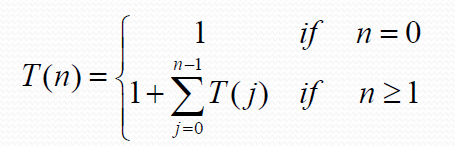 T(n) = { 1 if n = 0
1 + ∑_{j=0}^{n-1} T(j) if n ≥ 1